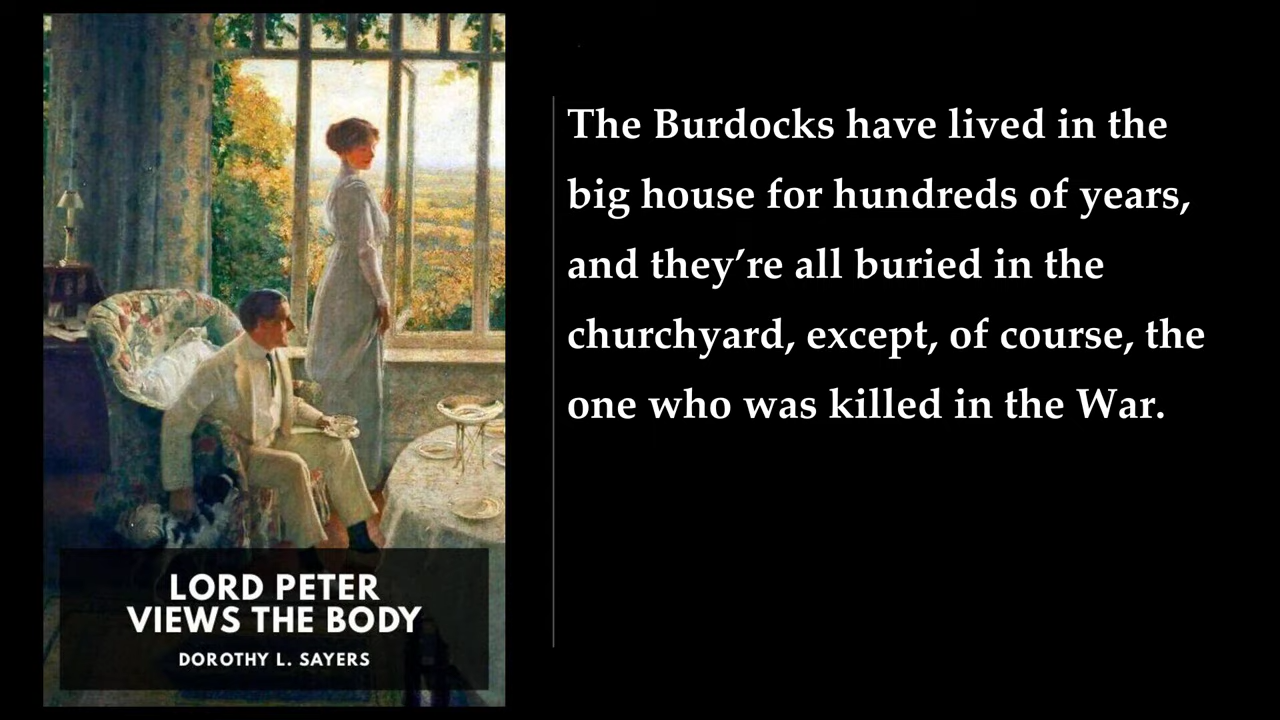 The Burdocks have lived in the
big house for hundreds of years,
and they’re all buried in the
churchyard, except, of course, the
one who was killed in the War.
LORD PETER
VIEWS THE BODY
DOROTHY L. SAYERS